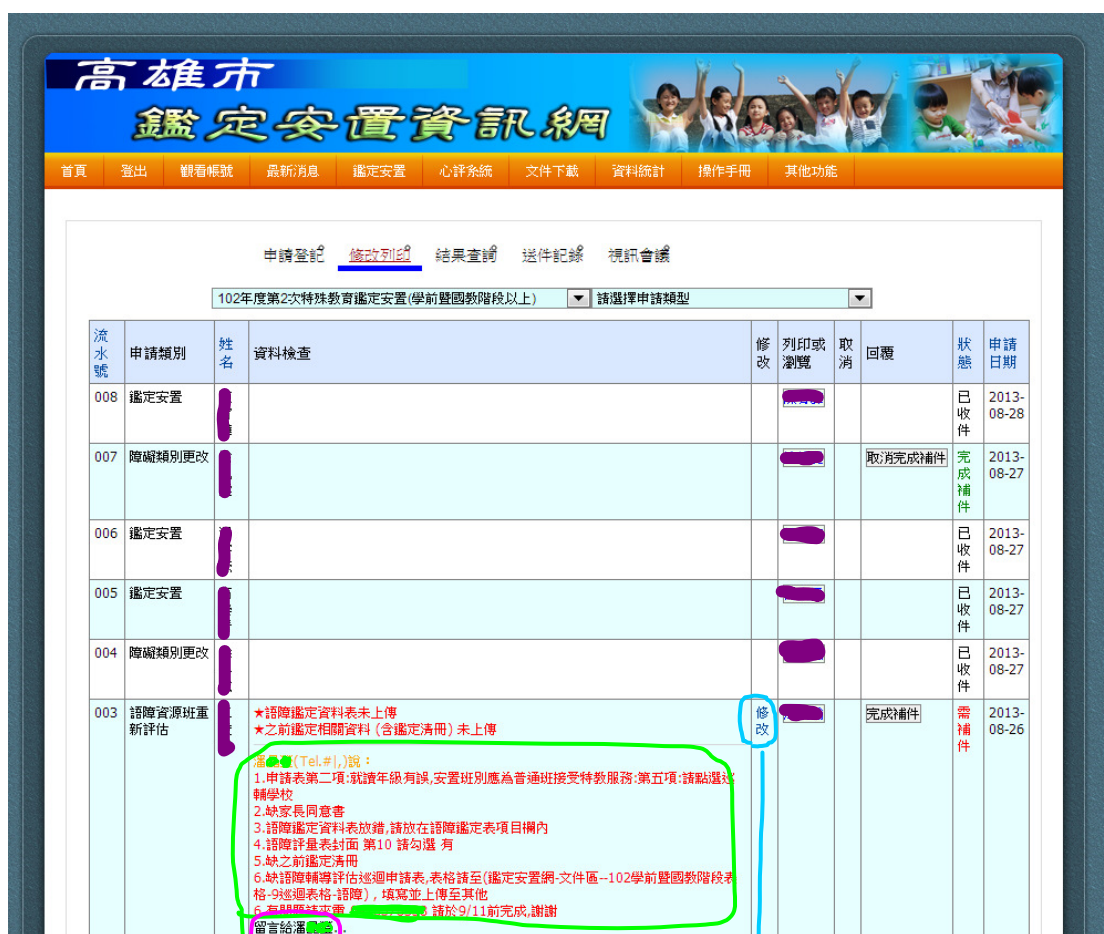 高雄市
鑑定安置資訊網
首頁 登出 觀看帳號 最新消息 鑑定安置 心評系統 文件下載 資料統計 操作手冊 其他功能
申請登記 修改列印 結果查詢 送件記錄 視訊會議
102年度第2次特殊教育鑑定安置(學前暨國教階段以上) 請選擇申請類型
流水號 申請類別 姓名 資料檢查 修改 列印或瀏覽 取消 回覆 狀態 申請日期
008 鑑定安置 已收件 2013-08-28
007 障礙類別更改 取消完成補件 完成補件 2013-08-27
006 鑑定安置 已收件 2013-08-27
005 鑑定安置 已收件 2013-08-27
004 障礙類別更改 已收件 2013-08-27
003 語障資源班重新評估 ★語障鑑定資料表未上傳 修改 完成補件 需補件 2013-08-26
★之前鑑定相關資料 (含鑑定清冊) 未上傳
潘(Tel.#|,)說：
1.申請表第二項:就讀年級有誤,安置班別應為普通班接受特教服務:第五項:請點選巡
輔學校
2.缺家長同意書
3.語障鑑定資料表放錯,請放在語障鑑定表項目欄內
4.語障評量表封面 第10 請勾選 有
5.缺之前鑑定清冊
6.缺語障輔導評估巡迴申請表,表格請至(鑑定安置網-文件區--102學前暨國教階段表
格-9巡迴表格-語障) , 填寫並上傳至其他
6.有問題請來電 請於9/11前完成,謝謝
留言給潘